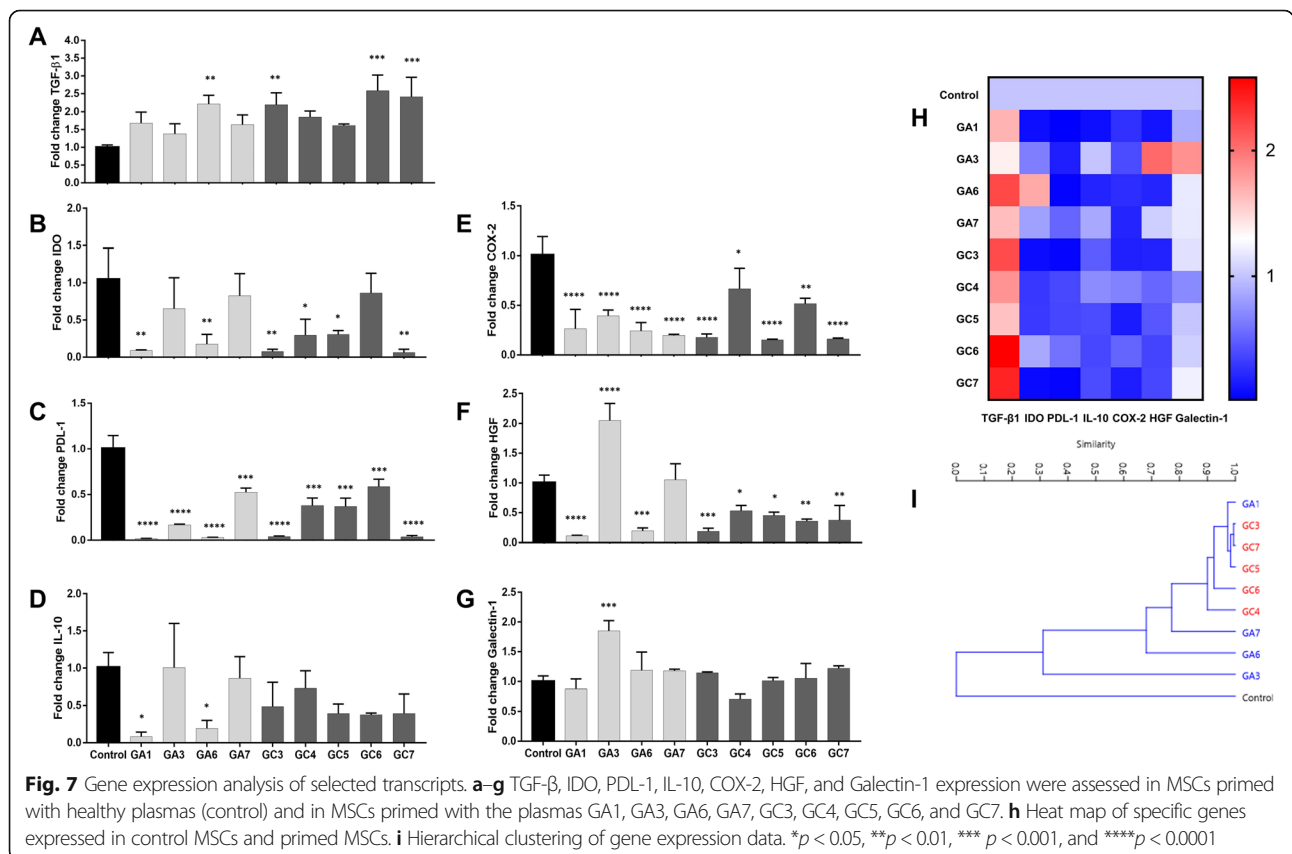 A
Fold change TGF-β1
4.0
3.5
3.0
2.5
2.0
1.5
1.0
0.5
0.0
** ** *** ***
B
Fold change IDO
1.5
1.0
0.5
0.0
** ** ** * * **
C
Fold change PDL-1
1.5
1.0
0.5
0.0
**** **** **** *** **** *** *** *** ****
D
Fold change IL-10
1.5
1.0
0.5
0.0
* *
Control GA1 GA3 GA6 GA7 GC3 GC4 GC5 GC6 GC7
E
Fold change COX-2
1.5
1.0
0.5
0.0
**** **** **** **** **** * **** ** ****
F
Fold change HGF
2.5
2.0
1.5
1.0
0.5
0.0
**** **** *** *** * * ** **
G
Fold change Galectin-1
2.5
2.0
1.5
1.0
0.5
0.0
***
Control GA1 GA3 GA6 GA7 GC3 GC4 GC5 GC6 GC7
H
Control
GA1
GA3
GA6
GA7
GC3
GC4
GC5
GC6
GC7
TGF-β1 IDO PDL-1 IL-10 COX-2 HGF Galectin-1
2
1
I
Similarity
0.0 0.1 0.2 0.3 0.4 0.5 0.6 0.7 0.8 0.9 1.0
GA1
GC3
GC7
GC5
GC6
GC4
GA7
GA6
GA3
Control
Fig. 7 Gene expression analysis of selected transcripts. a–g TGF-β, IDO, PDL-1, IL-10, COX-2, HGF, and Galectin-1 expression were assessed in MSCs primed
with healthy plasmas (control) and in MSCs primed with the plasmas GA1, GA3, GA6, GA7, GC3, GC4, GC5, GC6, and GC7. h Heat map of specific genes
expressed in control MSCs and primed MSCs. i Hierarchical clustering of gene expression data. *p < 0.05, **p < 0.01, *** p < 0.001, and ****p < 0.0001